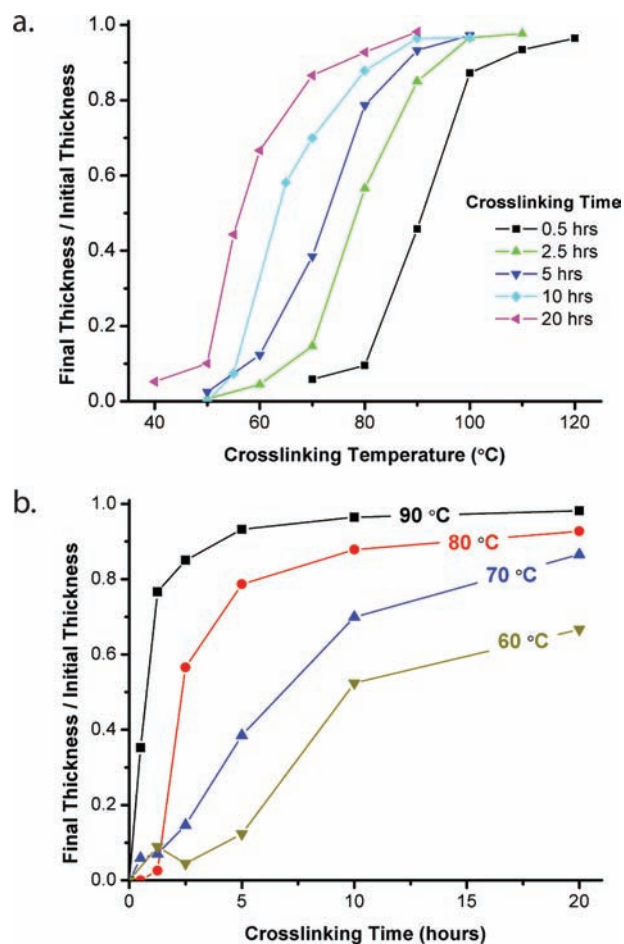 a.
1.0
0.8
0.6
0.4
0.2
0.0
Final Thickness / Initial Thickness
Crosslinking Time
0.5 hrs
2.5 hrs
5 hrs
10 hrs
20 hrs
40 60 80 100 120
Crosslinking Temperature (°C)
b.
1.0
0.8
0.6
0.4
0.2
0.0
Final Thickness / Initial Thickness
90 °C
80 °C
70 °C
60 °C
0 5 10 15 20
Crosslinking Time (hours)